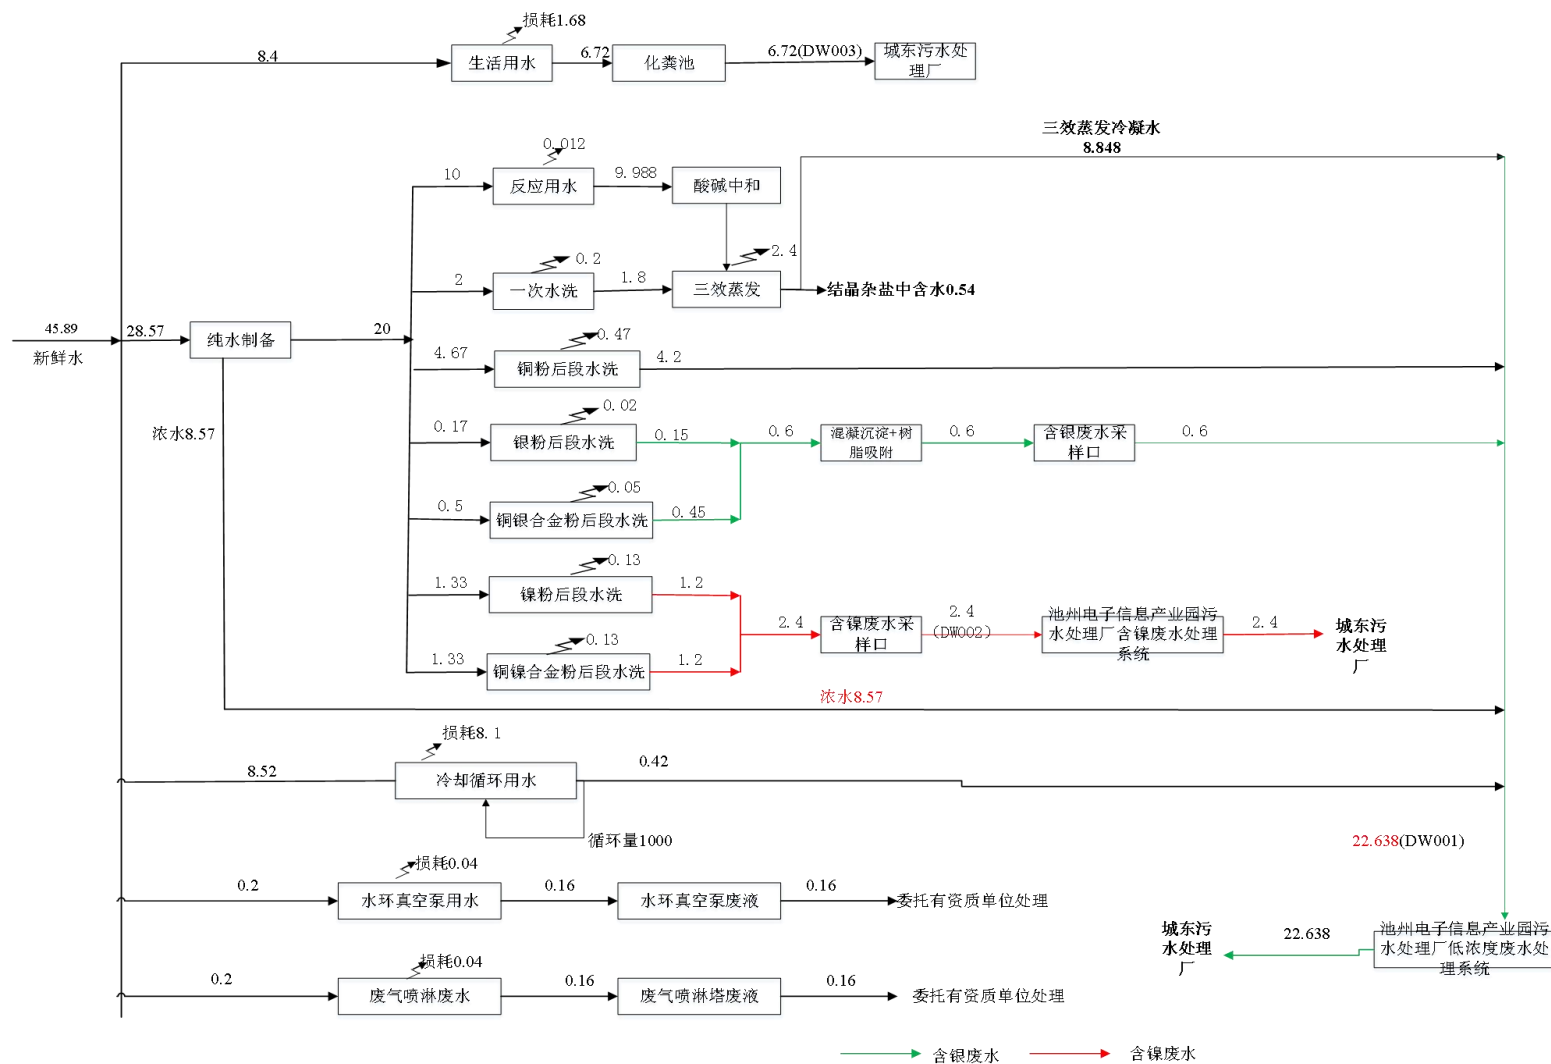 损耗1.68
8.4
生活用水
6.72
化粪池
6.72(DW003)
城东污水处
理厂
三效蒸发冷凝水
8.848
0.012
10
反应用水
9.988
酸碱中和
0.2
2
一次水洗
1.8
2.4
三效蒸发
结晶杂盐中含水0.54
45.89
新鲜水
28.57
纯水制备
20
0.47
4.67
铜粉后段水洗
4.2
浓水8.57
0.02
0.17
银粉后段水洗
0.15
0.6
混凝沉淀+树
脂吸附
0.6
含银废水采
样口
0.6
0.05
0.5
铜银合金粉后段水洗
0.45
0.13
1.33
镍粉后段水洗
1.2
2.4
含镍废水采
样口
2.4
(DW002)
池州电子信息产业园污
水处理厂含镍废水处理
系统
2.4
城东污
水处理
厂
0.13
1.33
铜镍合金粉后段水洗
1.2
浓水8.57
损耗8.1
8.52
冷却循环用水
0.42
循环量1000
22.638(DW001)
损耗0.04
0.2
水环真空泵用水
0.16
水环真空泵废液
0.16
委托有资质单位处理
城东污
水处理
厂
22.638
池州电子信息产业园污
水处理厂低浓度废水处
理系统
损耗0.04
0.2
废气喷淋废水
0.16
废气喷淋塔废液
0.16
委托有资质单位处理
含银废水
含镍废水